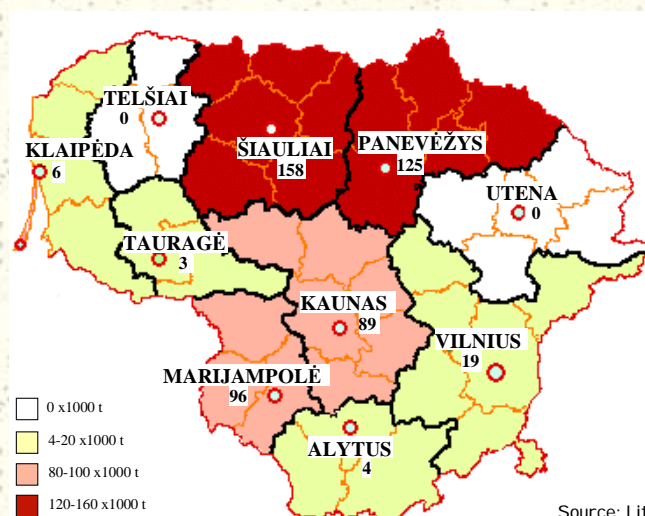 TELŠIAI
0
KLAIPĖDA
6
ŠIAULIAI
158
PANEVĖŽYS
125
UTENA
0
TAURAGĖ
3
KAUNAS
89
VILNIUS
19
MARIJAMPOLĖ
96
ALYTUS
4
0 x1000 t
4-20 x1000 t
80-100 x1000 t
120-160 x1000 t
Source: Lit